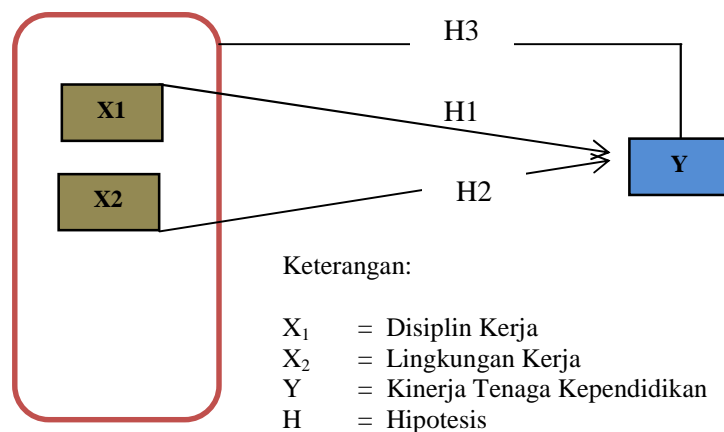 H3
X1
H1
Y
X2
H2
Keterangan:
X₁ = Disiplin Kerja
X₂ = Lingkungan Kerja
Y = Kinerja Tenaga Kependidikan
H = Hipotesis